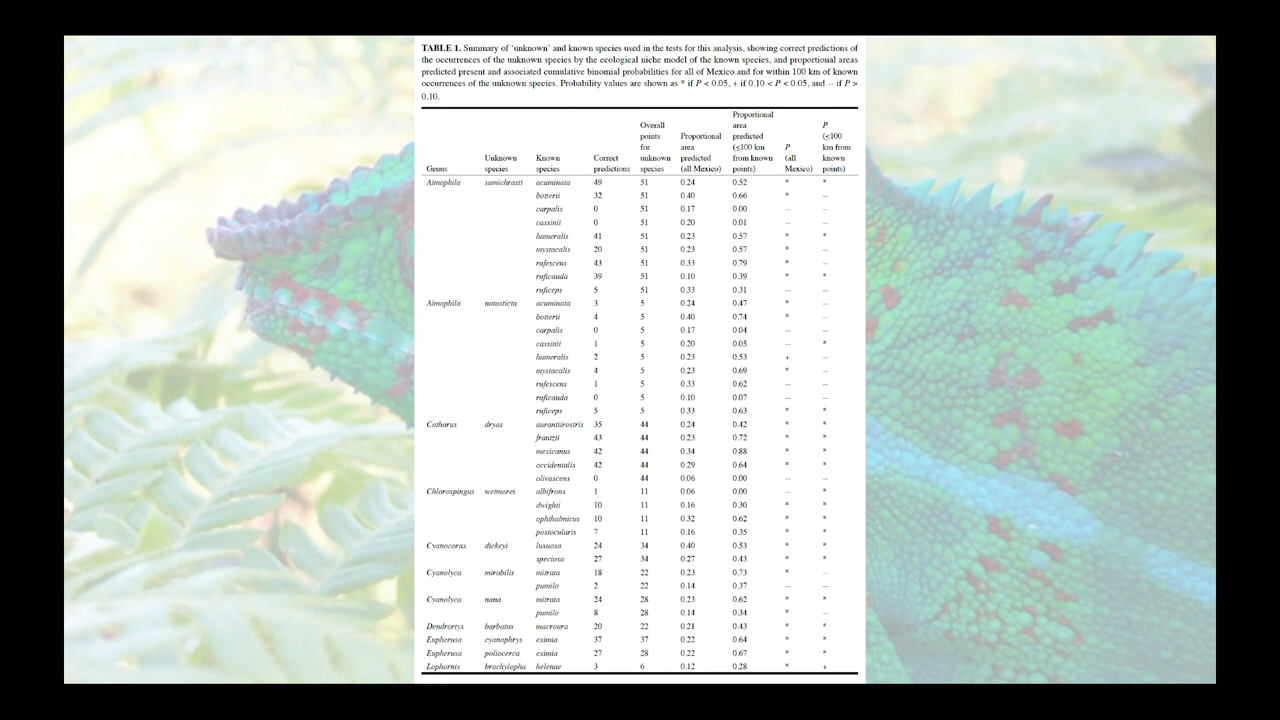 TABLE 1. Summary of 'unknown' and known species used in the tests for this analysis, showing correct predictions of
the occurrences of the unknown species by the ecological niche model of the known species, and proportional areas
predicted present and associated cumulative binomial probabilities for all of Mexico and for within 100 km of known
occurrences of the unknown species. Probability values are shown as * if P < 0.05, + if 0.10 < P < 0.05, and -- if P >
0.10.
Genus Unknown species Known species Correct predictions Overall points for unknown species Proportional area predicted (all Mexico) Proportional area predicted (≤100 km from known points) P (all Mexico) P (≤100 km from known points)
Aimophila sumichrasti acuminata 49 51 0.24 0.52 * *
botterii 32 51 0.40 0.66 * --
carpalis 0 51 0.17 0.00 -- --
cassinii 0 51 0.20 0.01 -- --
humeralis 41 51 0.23 0.57 * *
mystacalis 20 51 0.23 0.57 * --
rufescens 43 51 0.33 0.79 * --
ruficauda 39 51 0.10 0.39 * *
ruficeps 5 51 0.33 0.31 -- --
Aimophila notosticta acuminata 3 5 0.24 0.47 * --
botterii 4 5 0.40 0.74 * --
carpalis 0 5 0.17 0.04 -- --
cassinii 1 5 0.20 0.05 -- *
humeralis 2 5 0.23 0.53 + --
mystacalis 4 5 0.23 0.69 * --
rufescens 1 5 0.33 0.62 -- --
ruficauda 0 5 0.10 0.07 -- --
ruficeps 5 5 0.33 0.63 * *
Catharus dryas aurantiirostris 35 44 0.24 0.42 * *
frantzii 43 44 0.23 0.72 * *
mexicanus 42 44 0.34 0.88 * *
occidentalis 42 44 0.29 0.64 * *
olivascens 0 44 0.06 0.00 -- --
Chlorospingus wetmorei albifrons 1 11 0.06 0.00 -- *
dwighti 10 11 0.16 0.30 * *
ophthalmicus 10 11 0.32 0.62 * *
postocularis 7 11 0.16 0.35 * *
Cyanocorax dickeyi luxuosa 24 34 0.40 0.53 * *
speciosa 27 34 0.27 0.43 * *
Cyanolyca mirabilis mitrata 18 22 0.23 0.73 * --
pumilo 2 22 0.14 0.37 -- --
Cyanolyca nana mitrata 24 28 0.23 0.62 * *
pumilo 8 28 0.14 0.34 * --
Dendrortyx barbatus macroura 20 22 0.21 0.43 * *
Eupherusa cyanophrys eximia 37 37 0.22 0.64 * *
Eupherusa poliocerca eximia 27 28 0.22 0.67 * *
Lophornis brachylopha helenae 3 6 0.12 0.28 * +